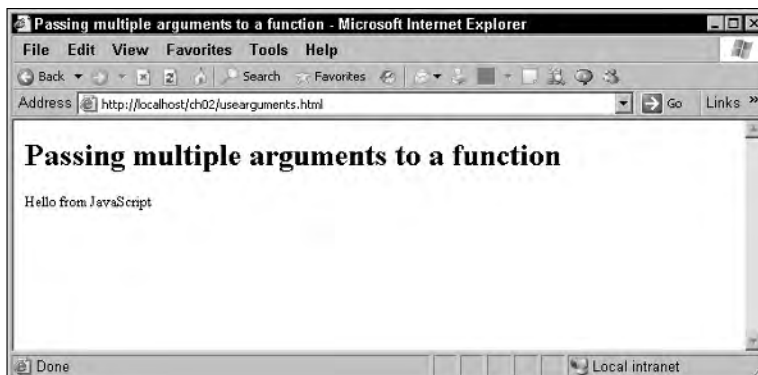 Passing multiple arguments to a function - Microsoft Internet Explorer
File Edit View Favorites Tools Help
Back Search Favorites
Address http://localhost/ch02/usearguments.html Go Links »
Passing multiple arguments to a function
Hello from JavaScript
Done Local intranet